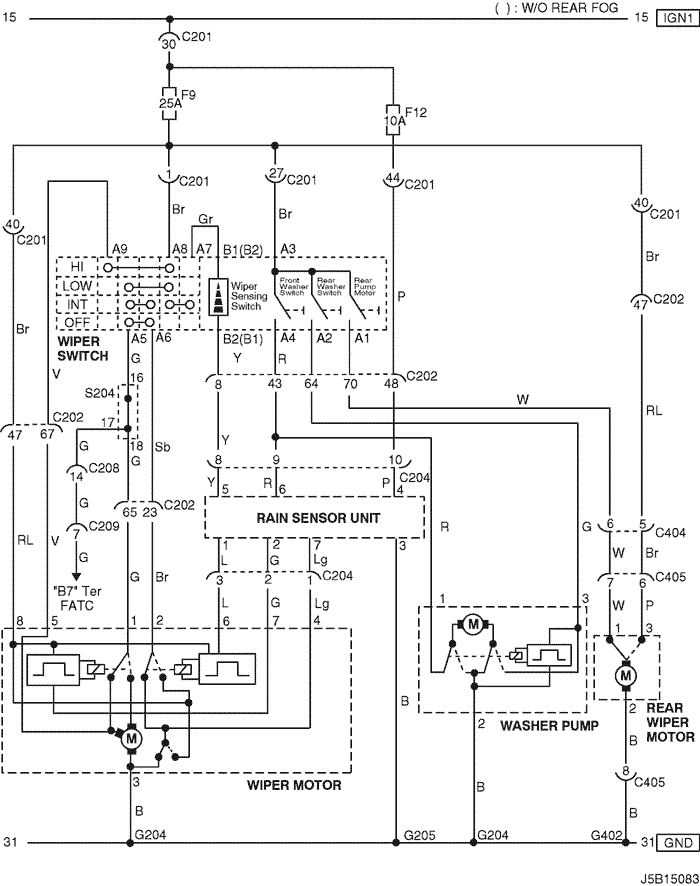 ( ) : W/O REAR FOG
15
15 IGN1
30 C201
25A F9
10A F12
1 C201
27 C201
44 C201
40 C201
40 C201
Br
Gr
Br
Br
A9 A8 A7 B1(B2) A3
HI
LOW
INT
OFF
Wiper Sensing Switch
Front Washer Switch
Rear Washer Switch
Rear Pump Motor
P
47 C202
Br
WIPER SWITCH
A5 A6 B2(B1) A4 A2 A1
G Y R
V
16
S204
8 43 64 70 48 C202
W
RL
17
C202
47 67
G 18 Sb
G
Y
14 C208
8 9 10 C204
Y R P
5 6 4
G
65 23 C202
RAIN SENSOR UNIT
R
G
6 5 C404
RL V
7 C209
1 2 7 3
W Br
G
L G Lg
3 2 1 C204
7 6 C405
"B7" Ter FATC
G Br
L G Lg
W P
1 3
8 5 1 2 6 7 4
1 3
M
M
M
B
2
2
WASHER PUMP
REAR WIPER MOTOR
B
3
WIPER MOTOR
8 C405
B
B
B
31 G204 G205 G204 G402 31 GND
J5B15083